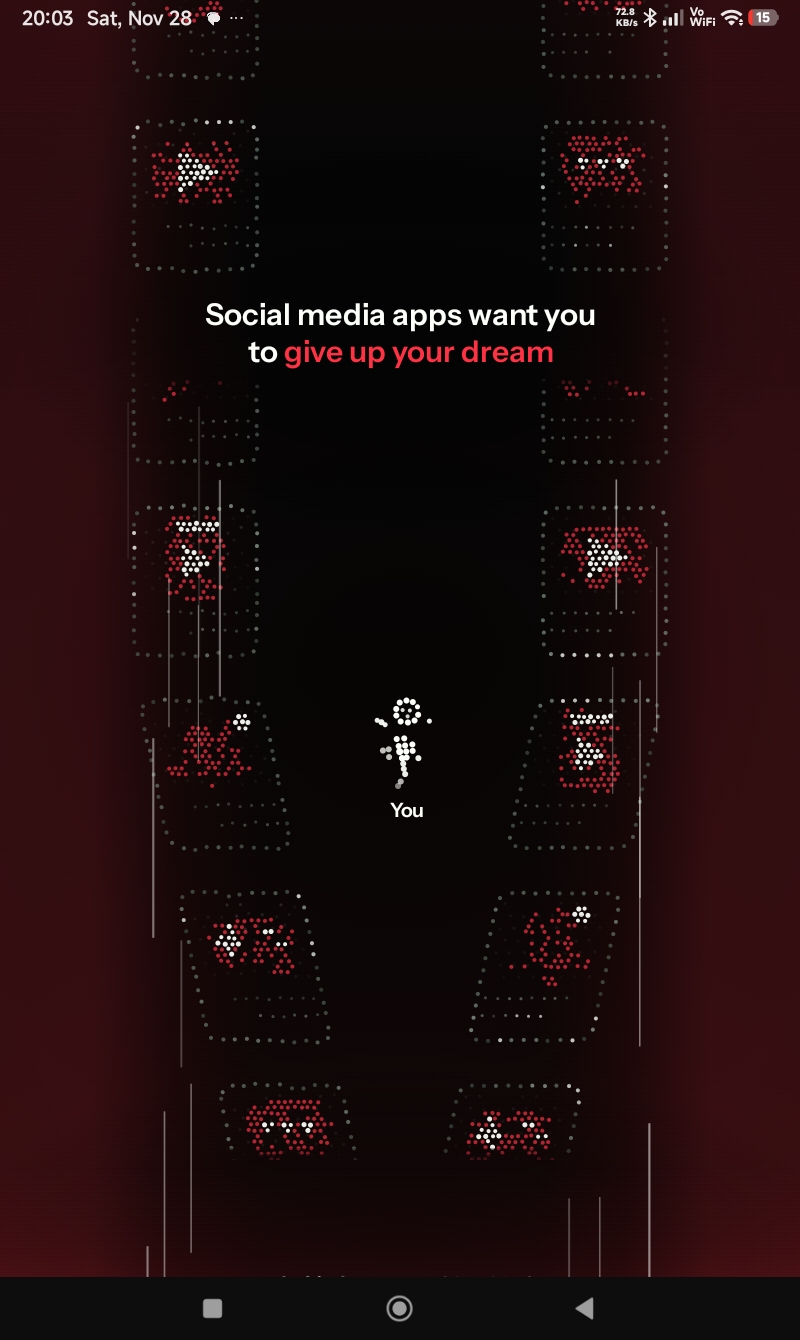 20:03 Sat, Nov 28 ...
72.8 KB/s Vo WiFi 15
Social media apps want you
to give up your dream
You